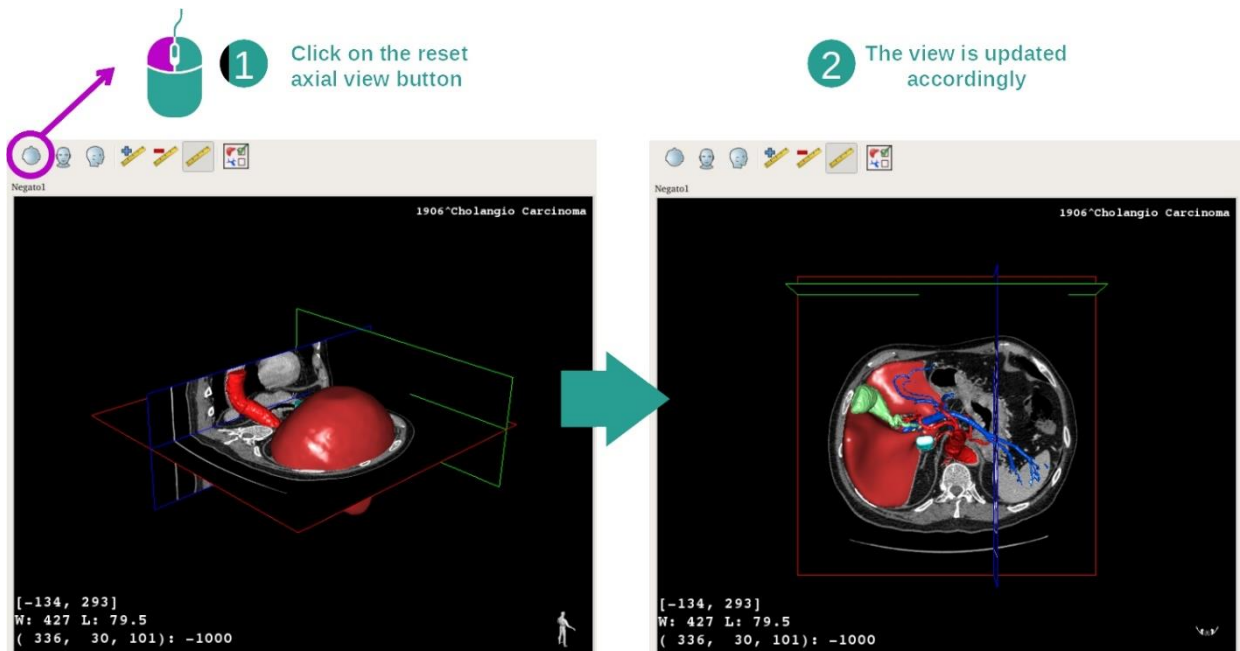 1 Click on the reset
axial view button
2 The view is updated
accordingly
Negato1
1906^Cholangio Carcinoma
[-134, 293]
W: 427 L: 79.5
( 336, 30, 101): -1000
Negato1
1906^Cholangio Carcinoma
[-134, 293]
W: 427 L: 79.5
( 336, 30, 101): -1000